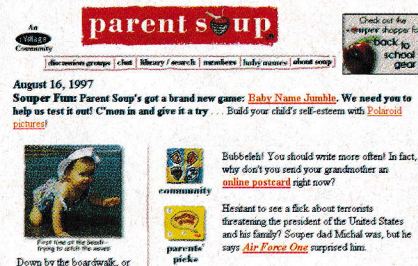 An
iVillage
Community
parent soup
Check out the
souper shopper fo
back to
school
gear
discussion groups | chat | library / search | members | baby names | about soup
August 16, 1997
Souper Fun: Parent Soup's got a brand new game: Baby Name Jumble. We need you to
help us test it out! C'mon in and give it a try . . . Build your child's self-esteem with Polaroid
pictures!
First time at the beach--
trying to catch the waves
Down by the boardwalk, or
community
Bubbeleh! You should write more often! In fact,
why don't you send your grandmother an
online postcard right now?
parents'
picks
Hesitant to see a flick about terrorists
threatening the president of the United States
and his family? Souper dad Michal was, but he
says Air Force One surprised him.